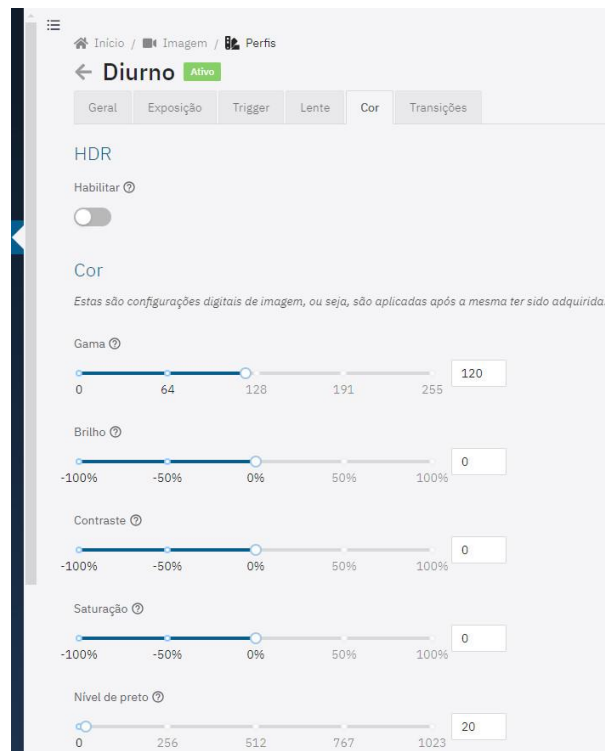 Início / Imagem / Perfis
Diurno Ativo
Geral Exposição Trigger Lente Cor Transições
HDR
Habilitar
Cor
Estas são configurações digitais de imagem, ou seja, são aplicadas após a mesma ter sido adquirida.
Gama
120
0 64 128 191 255
Brilho
0
-100% -50% 0% 50% 100%
Contraste
0
-100% -50% 0% 50% 100%
Saturação
0
-100% -50% 0% 50% 100%
Nível de preto
20
0 256 512 767 1023